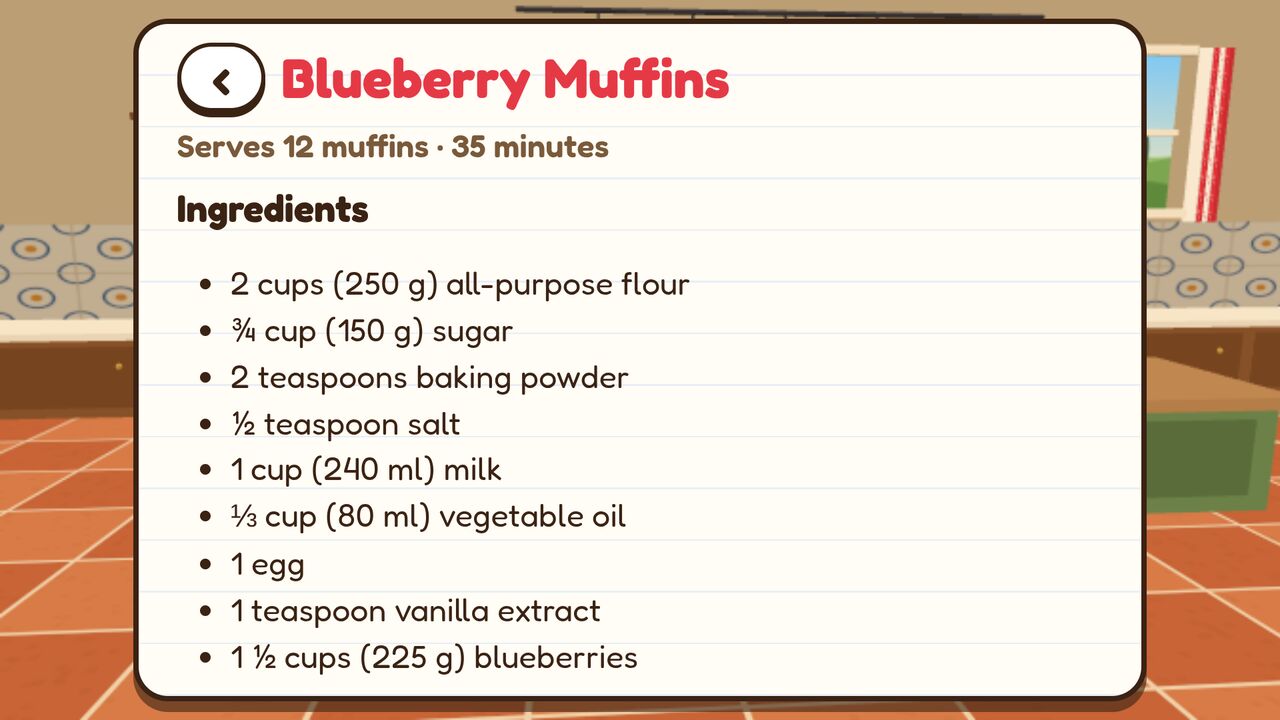 Blueberry Muffins
Serves 12 muffins · 35 minutes
Ingredients
• 2 cups (250 g) all-purpose flour
• ¾ cup (150 g) sugar
• 2 teaspoons baking powder
• ½ teaspoon salt
• 1 cup (240 ml) milk
• ⅓ cup (80 ml) vegetable oil
• 1 egg
• 1 teaspoon vanilla extract
• 1 ½ cups (225 g) blueberries